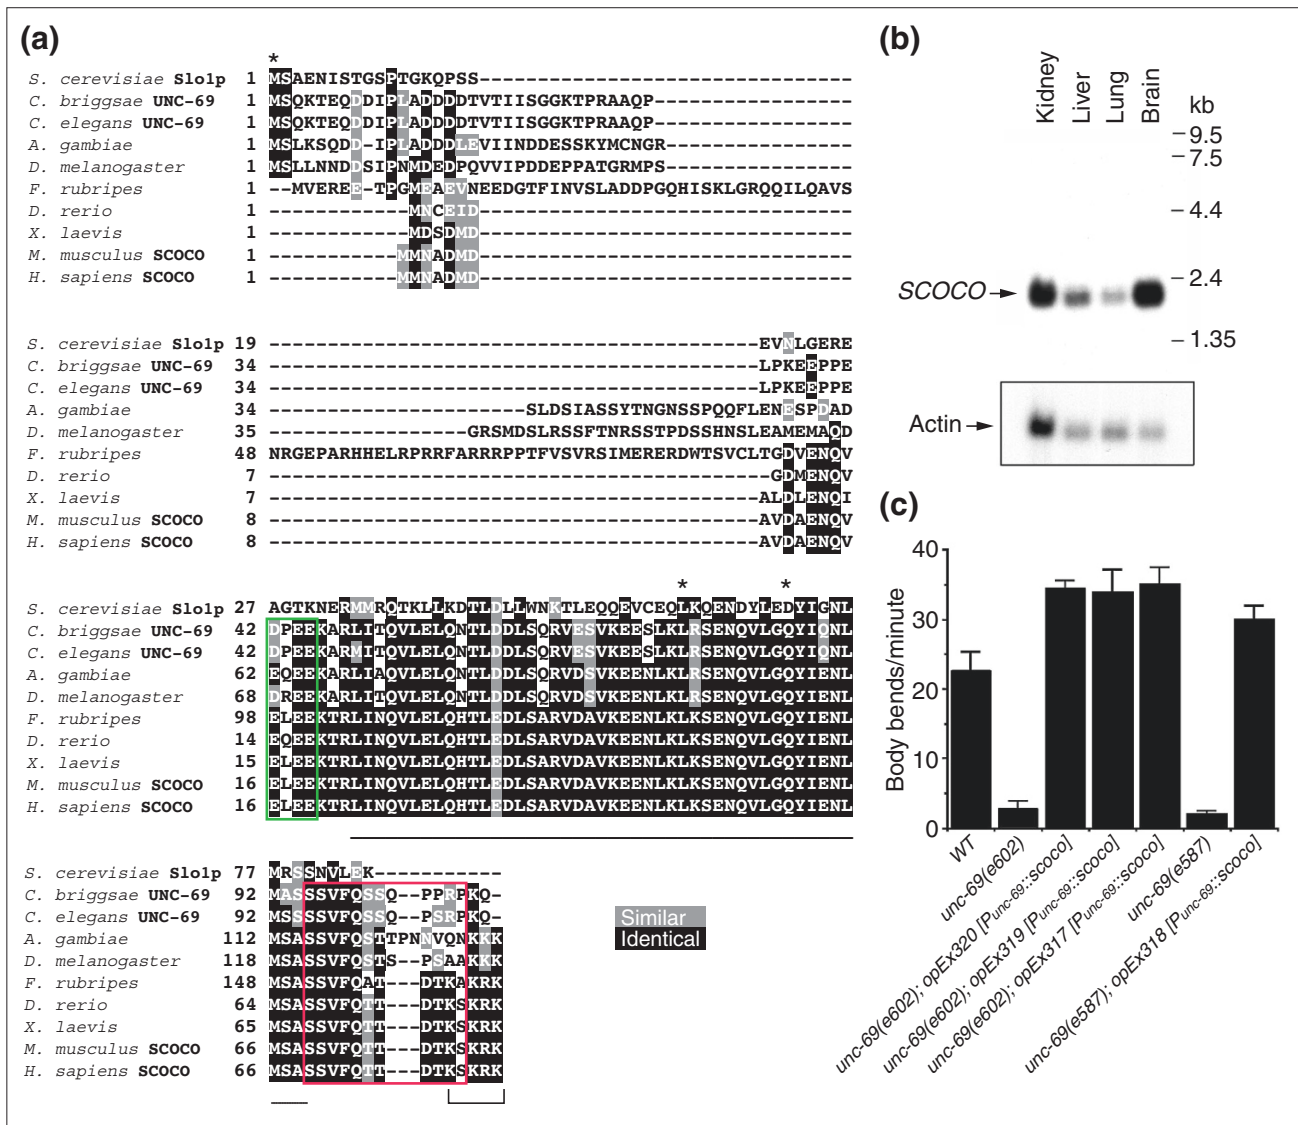 (a)
*
S. cerevisiae Slo1p 1 MSAENISTGSPTGKQPSS--------------------------------
C. briggsae UNC-69 1 MSQKTEQDDIPLADDDDTVTIISGGKTPRAAQP-----------------
C. elegans UNC-69 1 MSQKTEQDDIPLADDDDTVTIISGGKTPRAAQP-----------------
A. gambiae 1 MSLKSQDD-IPLADDDLEVIINDDESSKYMCNGR----------------
D. melanogaster 1 MSLLNNDDSIPNMDEDPQVVIPDDEPPATGRMPS----------------
F. rubripes 1 --MVEREE-TPGMEAEVNEEDGTFINVSLADDPGQHISKLGRQQILQAVS
D. rerio 1 ------------MNCEID--------------------------------
X. laevis 1 ------------MDSDMD--------------------------------
M. musculus SCOCO 1 -----------MMNADMD--------------------------------
H. sapiens SCOCO 1 -----------MMNADMD--------------------------------
S. cerevisiae Slo1p 19 ------------------------------------------EVNLGERE
C. briggsae UNC-69 34 ------------------------------------------LPKEEPPE
C. elegans UNC-69 34 ------------------------------------------LPKEEPPE
A. gambiae 34 ----------------------SLDSIASSYTNGNSSPQQFLENESPDAD
D. melanogaster 35 -----------------GRSMDSLRSSFTNRSSTPDSSHNSLEAMEMAQD
F. rubripes 48 NRGEPARHHELRPRRFARRRPPTFVSVRSIMERERDWTSVCLTGDVENQV
D. rerio 7 -------------------------------------------GDMENQV
X. laevis 7 ------------------------------------------ALDLENQI
M. musculus SCOCO 8 ------------------------------------------AVDAENQV
H. sapiens SCOCO 8 ------------------------------------------AVDAENQV
* *
S. cerevisiae Slo1p 27 AGTKNERMMRQTKLLKDTLDLLWNKTLEQQEVCEQLKQENDYLEDYIGNL
C. briggsae UNC-69 42 DPEEKARLITQVLELQNTLDDLSQRVESVKEESLKLRSENQVLGQYIQNL
C. elegans UNC-69 42 DPEEKARMITQVLELQNTLDDLSQRVESVKEESLKLRSENQVLGQYIQNL
A. gambiae 62 EQEEKARLIAQVLELQNTLDDLSQRVDSVKEENLKLRSENQVLGQYIENL
D. melanogaster 68 DREEKARLITQVLELQNTLDDLSQRVDSVKEENLKLRSENQVLGQYIENL
F. rubripes 98 ELEEKTRLINQVLELQHTLEDLSARVDAVKEENLKLKSENQVLGQYIENL
D. rerio 14 EQEEKTRLINQVLELQHTLEDLSARVDAVKEENLKLKSENQVLGQYIENL
X. laevis 15 ELEEKTRLINQVLELQHTLEDLSARVDAVKEENLKLKSENQVLGQYIENL
M. musculus SCOCO 16 ELEEKTRLINQVLELQHTLEDLSARVDAVKEENLKLKSENQVLGQYIENL
H. sapiens SCOCO 16 ELEEKTRLINQVLELQHTLEDLSARVDAVKEENLKLKSENQVLGQYIENL
S. cerevisiae Slo1p 77 MRSSNVLEK-----------
C. briggsae UNC-69 92 MASSSVFQSSQ--PPRPKQ-
C. elegans UNC-69 92 MSSSSVFQSSQ--PSRPKQ-
A. gambiae 112 MSASSVFQSTTPNNVQNKKK
D. melanogaster 118 MSASSVFQSTS--PSAAKKK
F. rubripes 148 MSASSVFQAT---DTKAKRK
D. rerio 64 MSASSVFQTT---DTKSKRK
X. laevis 65 MSASSVFQTT---DTKSKRK
M. musculus SCOCO 66 MSASSVFQTT---DTKSKRK
H. sapiens SCOCO 66 MSASSVFQTT---DTKSKRK
Similar
Identical
(b)
Kidney
Liver
Lung
Brain
kb
9.5
7.5
4.4
2.4
1.35
SCOCO
Actin
(c)
Body bends/minute
40
30
20
10
0
WT
unc-69(e602)
unc-69(e602); opEx320 [Punc-69::scoco]
unc-69(e602); opEx319 [Punc-69::scoco]
unc-69(e602); opEx317 [Punc-69::scoco]
unc-69(e587)
unc-69(e587); opEx318 [Punc-69::scoco]